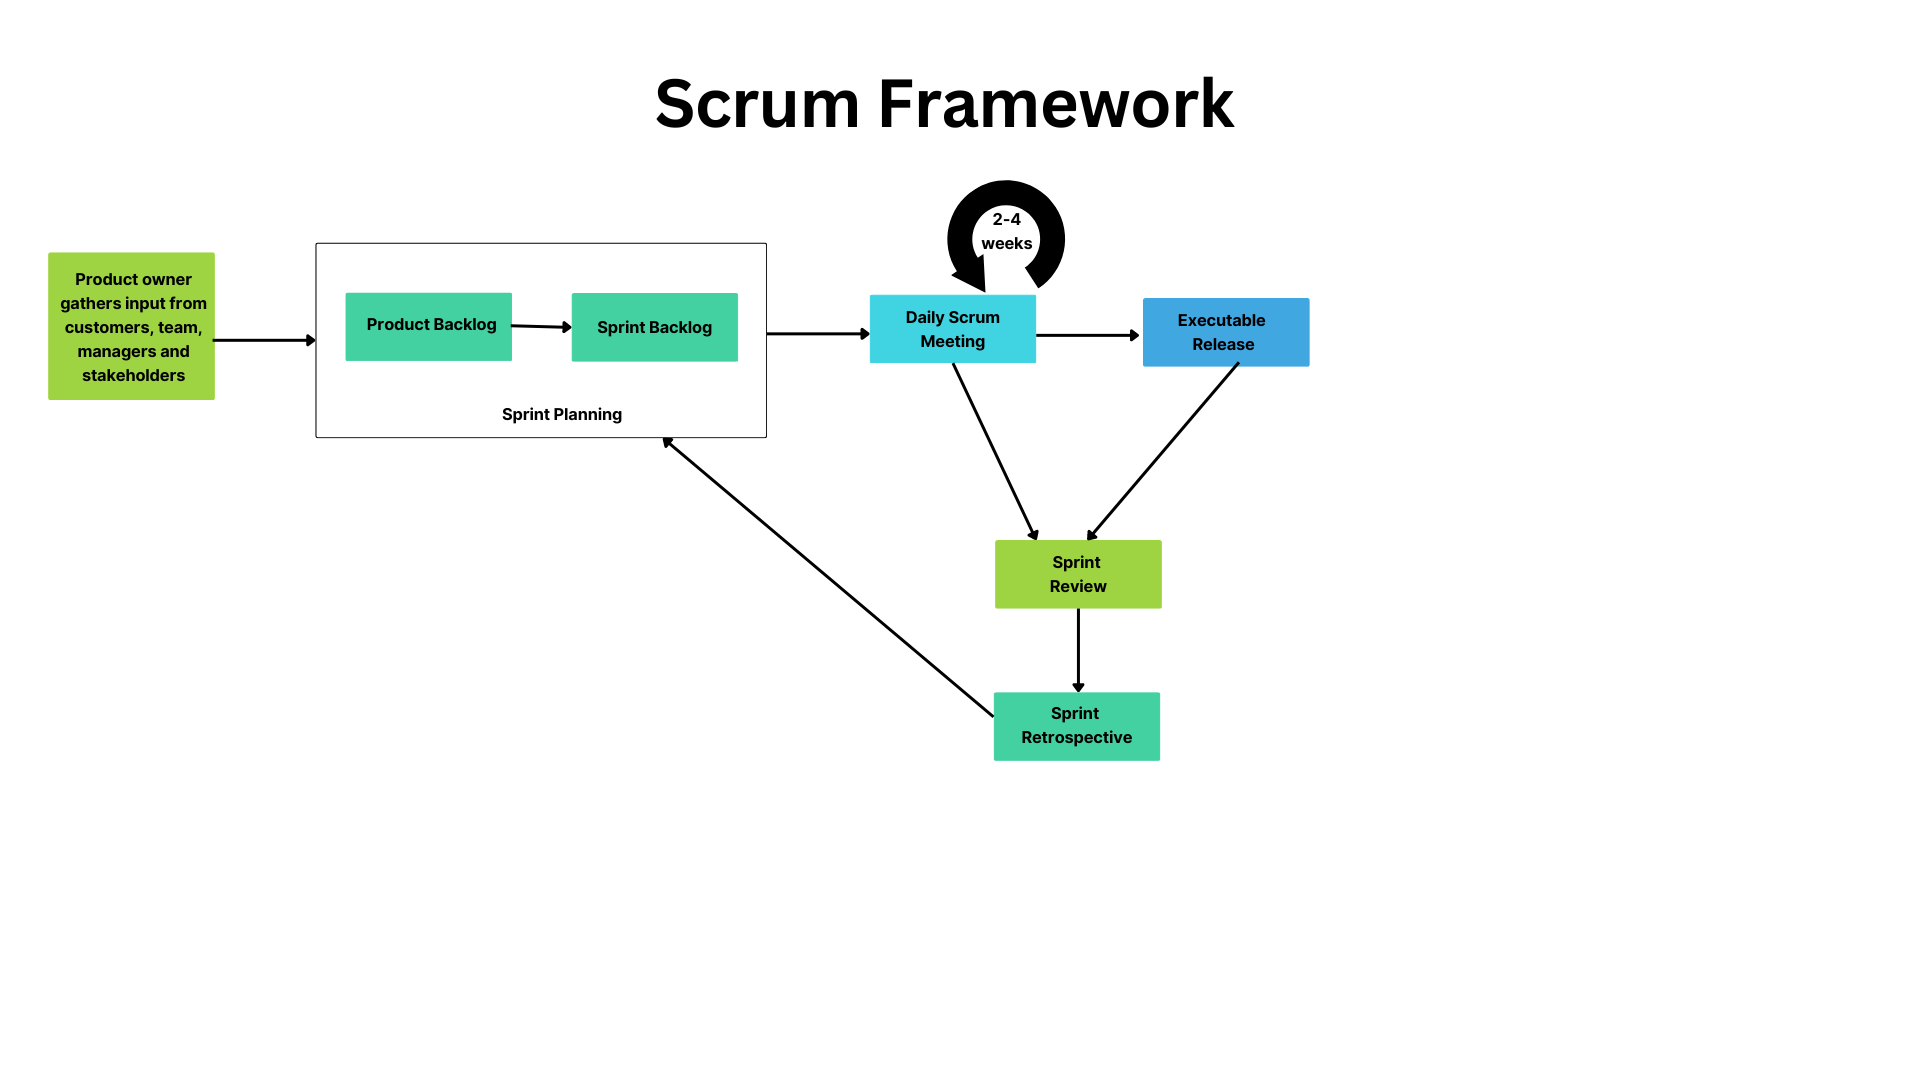 Scrum Framework
2-4
weeks
Product owner
gathers input from
customers, team,
managers and
stakeholders
Product Backlog
Sprint Backlog
Sprint Planning
Daily Scrum
Meeting
Executable
Release
Sprint
Review
Sprint
Retrospective